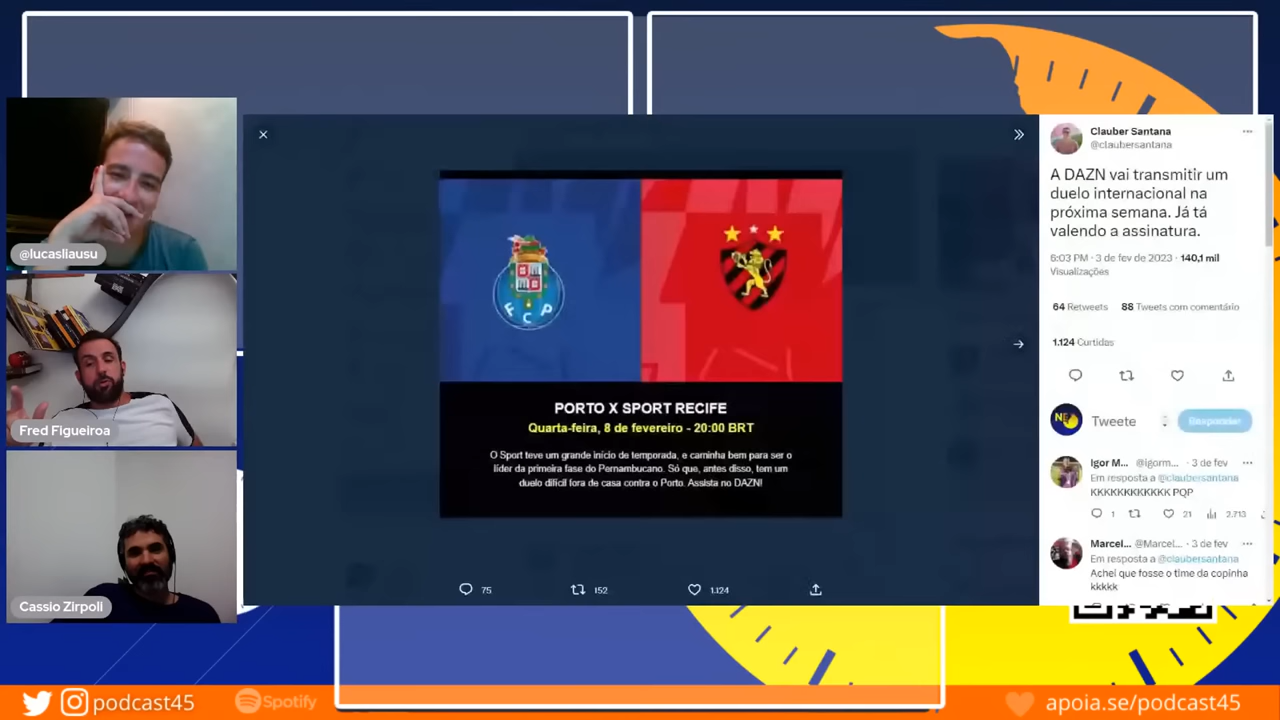 @lucasliausu
Fred Figueiroa
Cassio Zirpoli
FCP
PORTO X SPORT RECIFE
Quarta-feira, 8 de fevereiro - 20:00 BRT
O Sport teve um grande início de temporada, e caminha bem para ser o
líder da primeira fase do Pernambucano. Só que, antes disso, tem um
duelo difícil fora de casa contra o Porto. Assista no DAZN!
75
152
1.124
Clauber Santana
@claubersantana
A DAZN vai transmitir um
duelo internacional na
próxima semana. Já tá
valendo a assinatura.
6:03 PM · 3 de fev de 2023 · 140,1 mil
Visualizações
64 Retweets 88 Tweets com comentário
1.124 Curtidas
Tweete
Responder
Igor M... @igorm... · 3 de fev
Em resposta a @claubersantana
KKKKKKKKKKKK PQP
1 21 2.713
Marcel... @Marcel... · 3 de fev
Em resposta a @claubersantana
Achei que fosse o time da copinha
kkkkk
podcast45
Spotify
apoia.se/podcast45